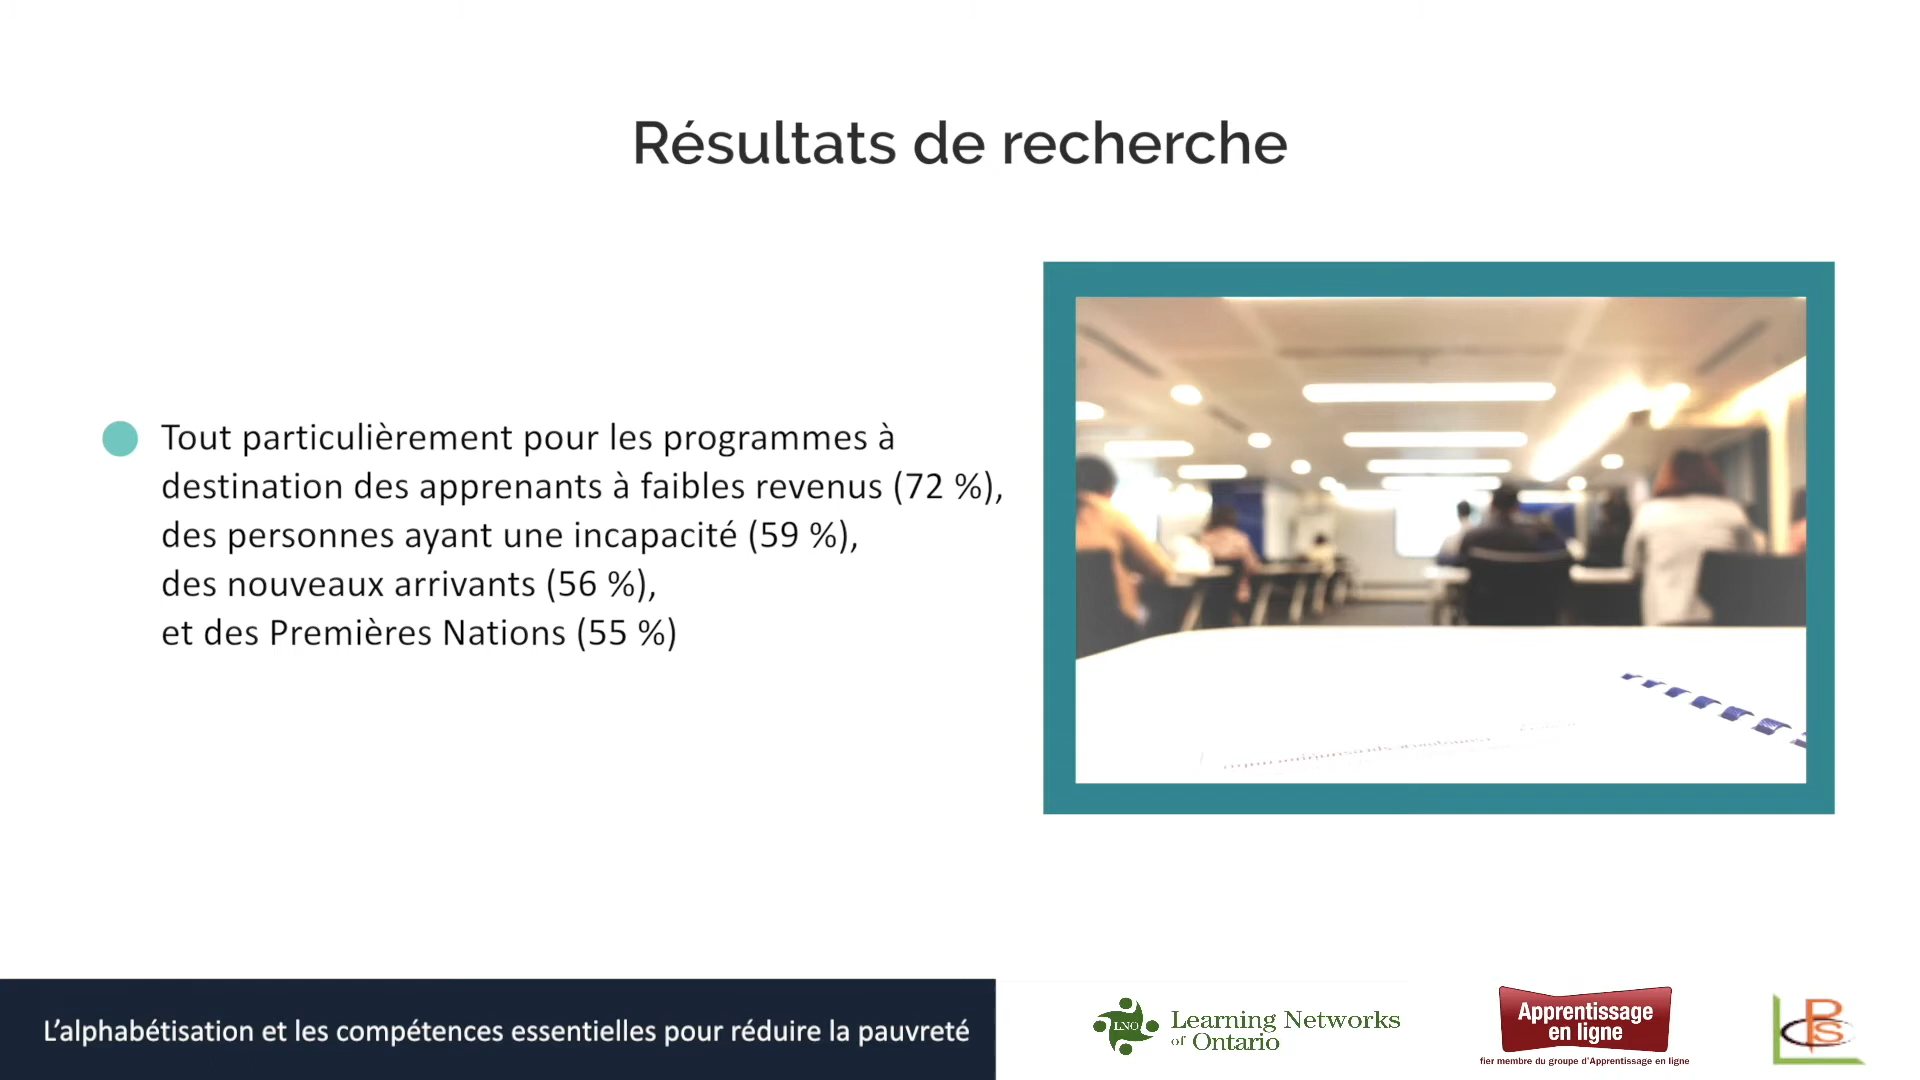 Résultats de recherche
Tout particulièrement pour les programmes à
destination des apprenants à faibles revenus (72 %),
des personnes ayant une incapacité (59 %),
des nouveaux arrivants (56 %),
et des Premières Nations (55 %)
L’alphabétisation et les compétences essentielles pour réduire la pauvreté
LNO
Learning Networks
of Ontario
Apprentissage
en ligne
fier membre du groupe d'Apprentissage en ligne
LCPS